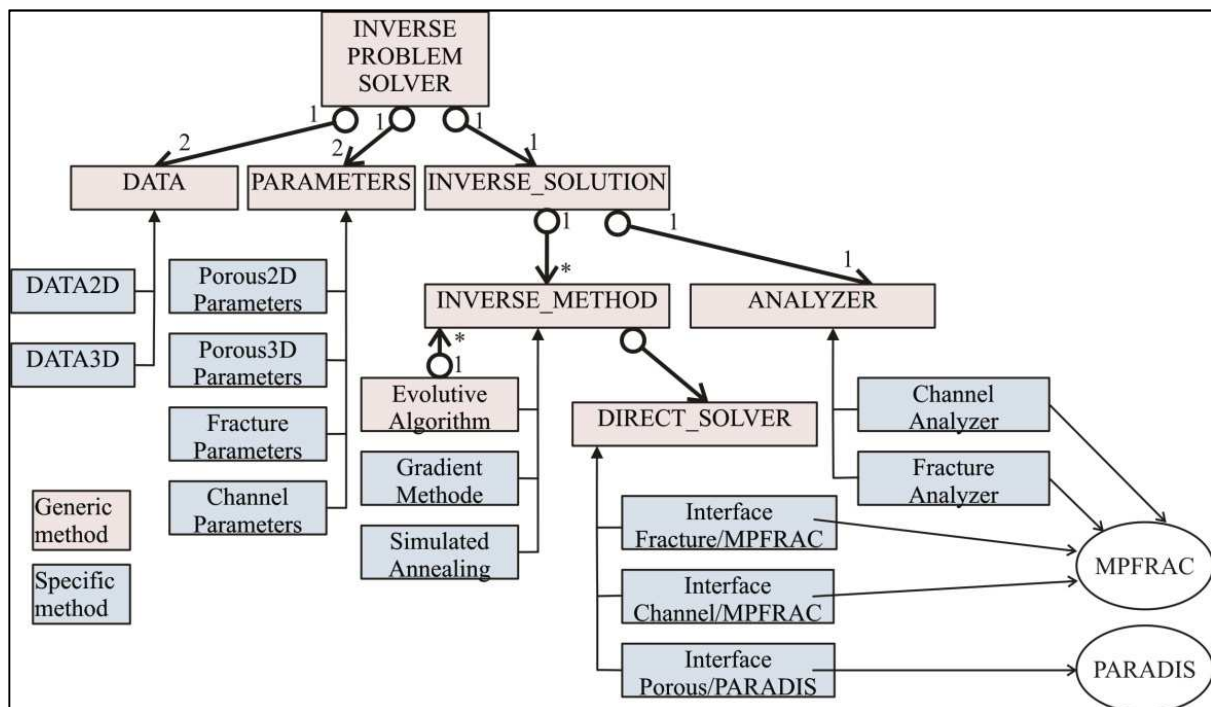 INVERSE
PROBLEM
SOLVER
1
1
1
2
2
1
DATA
PARAMETERS
INVERSE_SOLUTION
1
1
*
1
DATA2D
DATA3D
Porous2D
Parameters
Porous3D
Parameters
Fracture
Parameters
Channel
Parameters
INVERSE_METHOD
ANALYZER
*
1
Evolutive
Algorithm
Gradient
Methode
Simulated
Annealing
DIRECT_SOLVER
Channel
Analyzer
Fracture
Analyzer
Interface
Fracture/MPFRAC
Interface
Channel/MPFRAC
Interface
Porous/PARADIS
MPFRAC
PARADIS
Generic
method
Specific
method